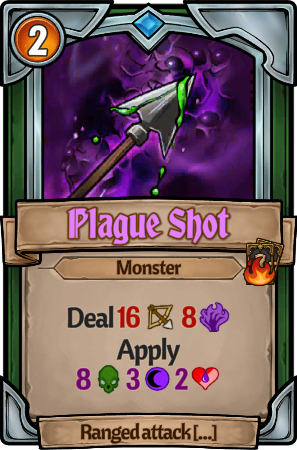 2
Plague Shot
Monster
Deal 16 8
Apply
8 3 2
Ranged attack [...]